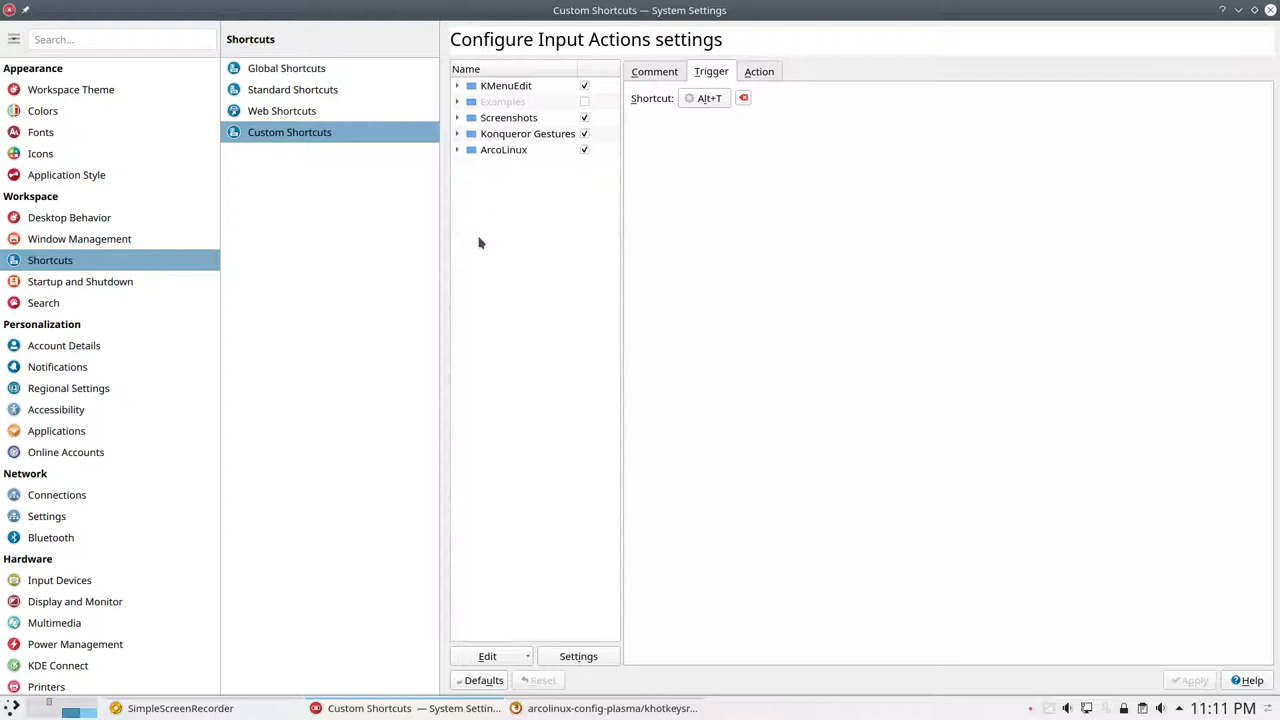 Custom Shortcuts — System Settings
Search...
Appearance
Workspace Theme
Colors
Fonts
Icons
Application Style
Workspace
Desktop Behavior
Window Management
Shortcuts
Startup and Shutdown
Search
Personalization
Account Details
Notifications
Regional Settings
Accessibility
Applications
Online Accounts
Network
Connections
Settings
Bluetooth
Hardware
Input Devices
Display and Monitor
Multimedia
Power Management
KDE Connect
Printers
Shortcuts
Global Shortcuts
Standard Shortcuts
Web Shortcuts
Custom Shortcuts
Configure Input Actions settings
Name
KMenuEdit
Examples
Screenshots
Konqueror Gestures
ArcoLinux
Edit
Settings
Defaults
Reset
Comment
Trigger
Action
Shortcut:
Alt+T
Apply
Help
SimpleScreenRecorder
Custom Shortcuts — System Settin...
arcolinux-config-plasma/khotkeysr...
11:11 PM